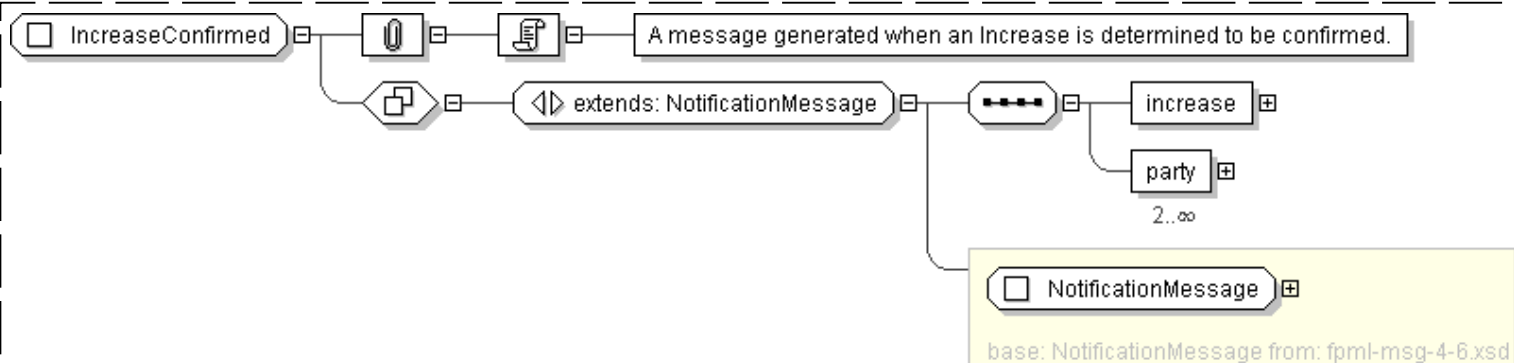 IncreaseConfirmed
A message generated when an Increase is determined to be confirmed.
extends: NotificationMessage
increase
party
2..∞
NotificationMessage
base: NotificationMessage from: fpml-msg-4-6.xsd